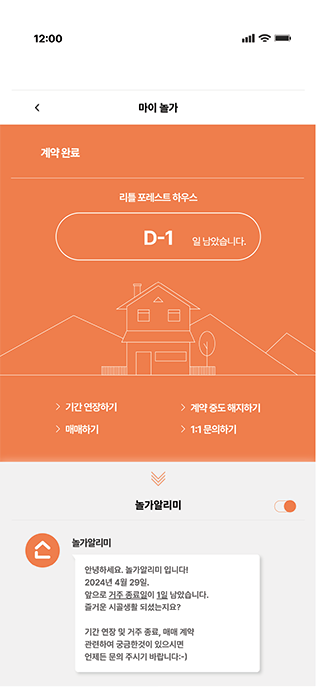 12:00
마이 놀가
계약 완료
리틀 포레스트 하우스
D-1 일 남았습니다.
기간 연장하기
계약 중도 해지하기
매매하기
1:1 문의하기
놀가알리미
놀가알리미
안녕하세요. 놀가알리미 입니다!
2024년 4월 29일,
앞으로 거주 종료일이 1일 남았습니다.
즐거운 시골생활 되셨는지요?
기간 연장 및 거주 종료, 매매 계약
관련하여 궁금한것이 있으시면
언제든 문의 주시기 바랍니다:-)